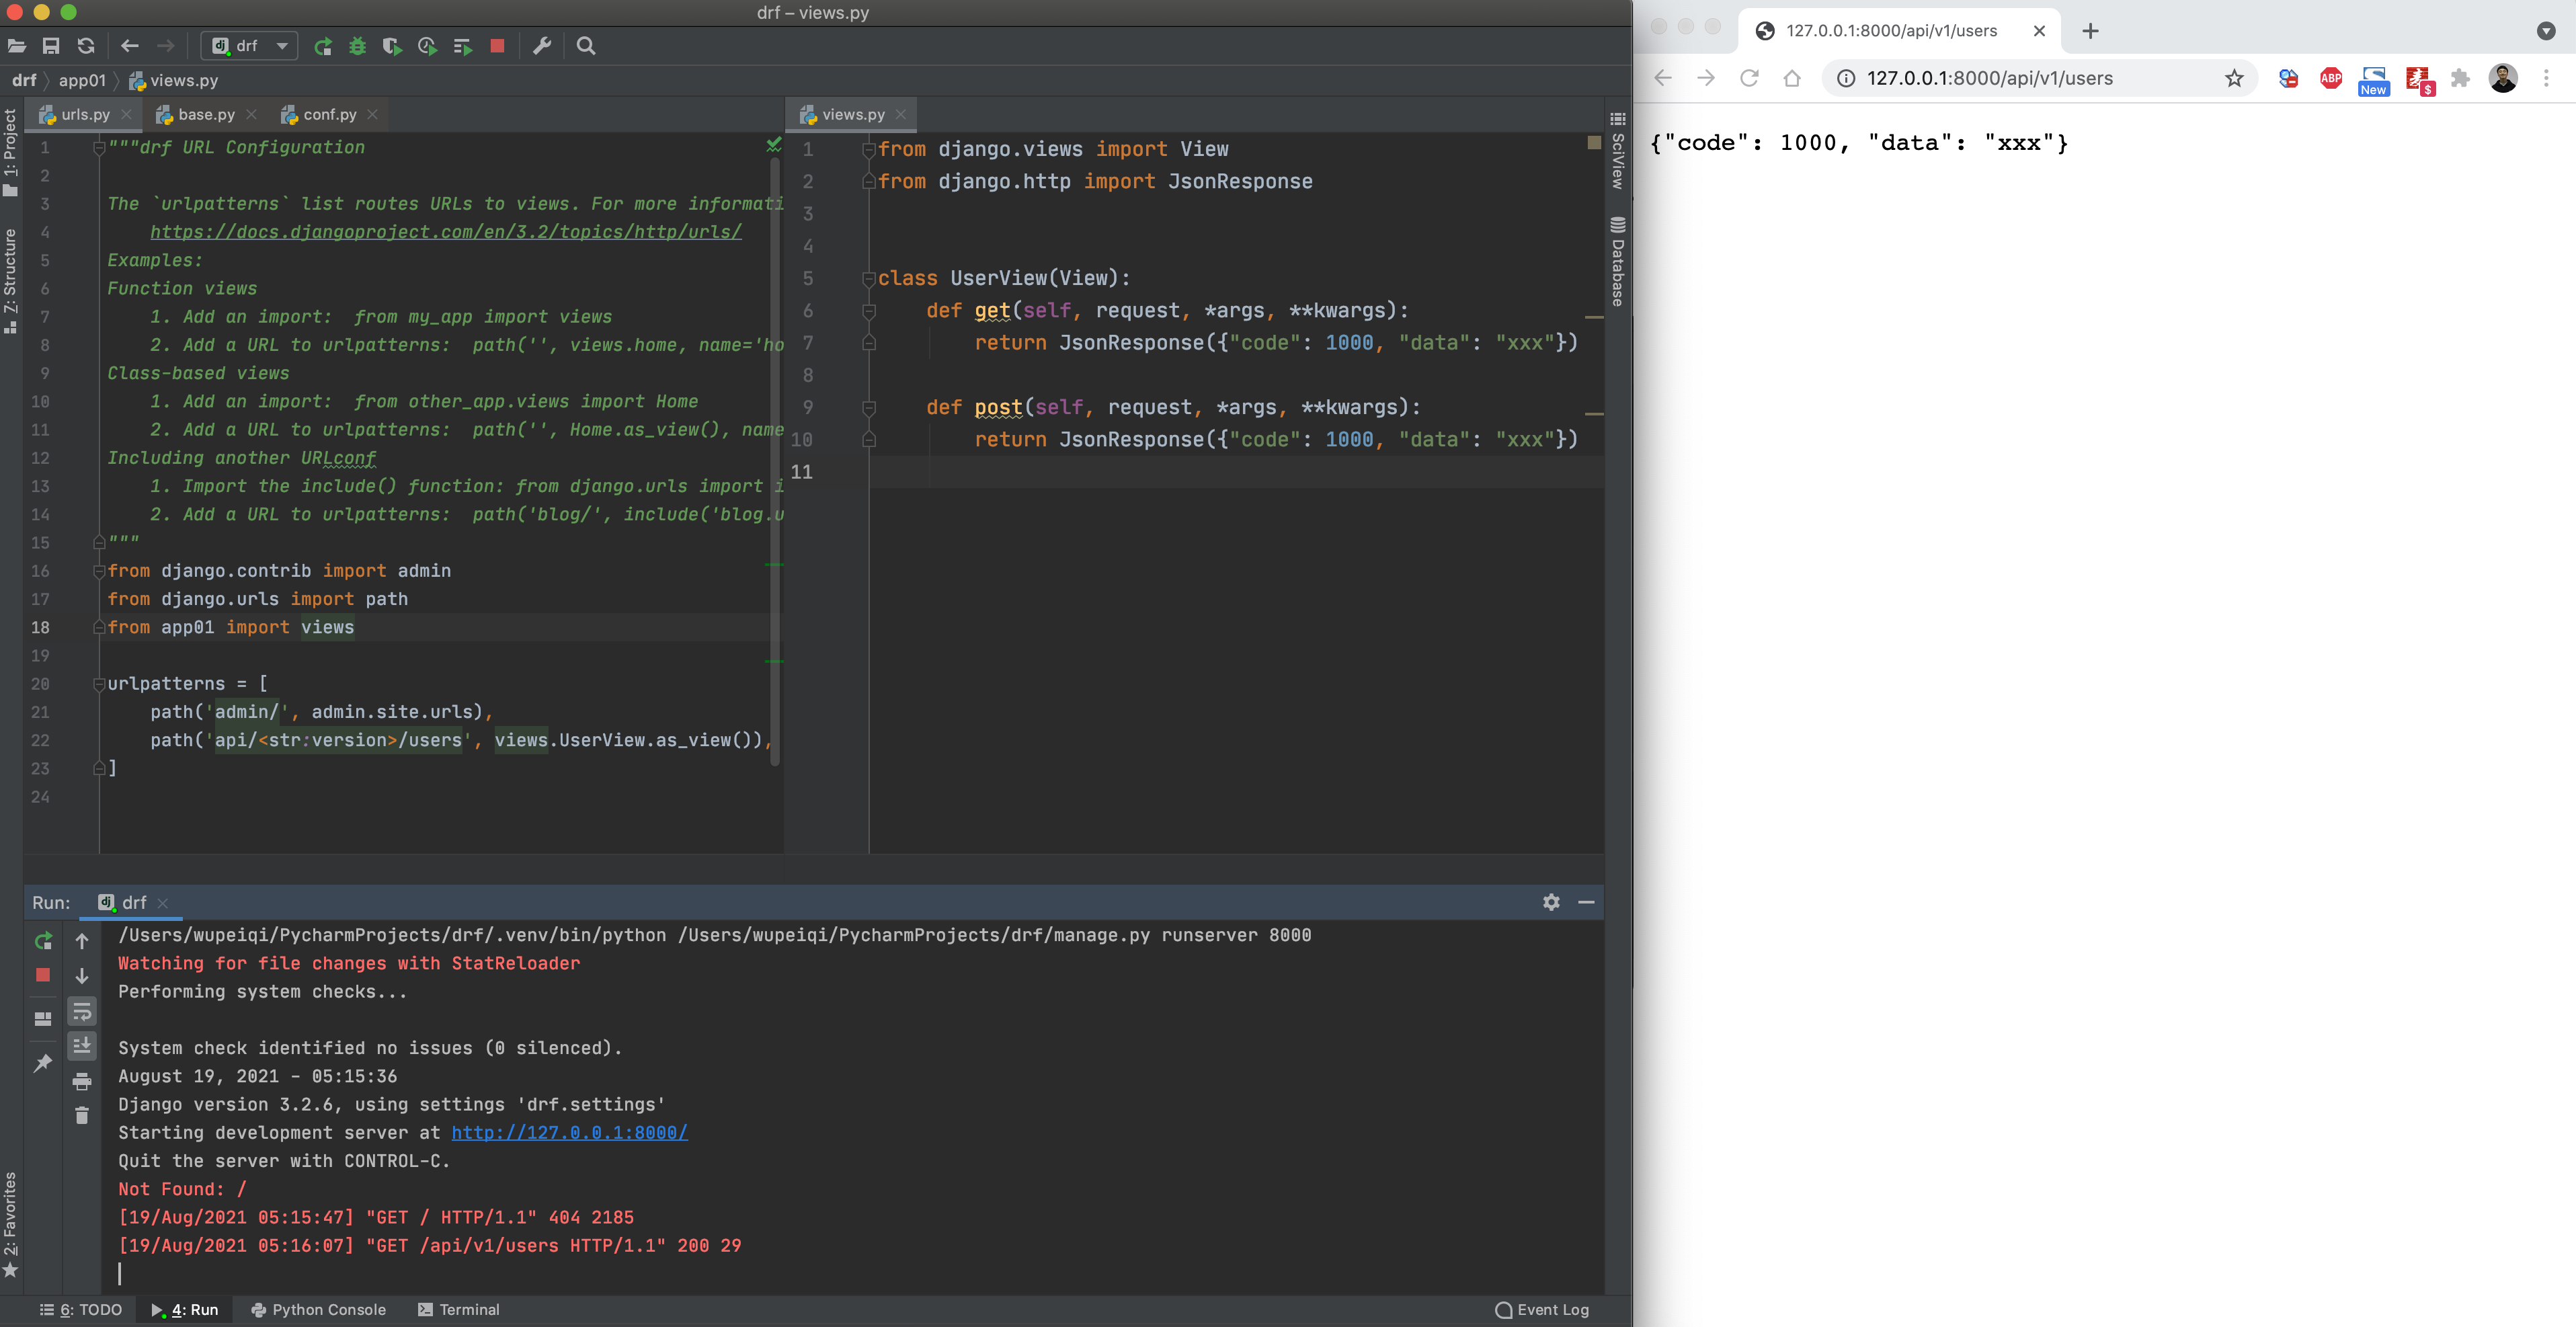 drf – views.py
drf
drf
app01
views.py
1: Project
7: Structure
2: Favorites
urls.py
base.py
conf.py
1 """drf URL Configuration
2
3 The `urlpatterns` list routes URLs to views. For more informati
4 https://docs.djangoproject.com/en/3.2/topics/http/urls/
5 Examples:
6 Function views
7 1. Add an import:  from my_app import views
8 2. Add a URL to urlpatterns:  path('', views.home, name='ho
9 Class-based views
10 1. Add an import:  from other_app.views import Home
11 2. Add a URL to urlpatterns:  path('', Home.as_view(), name
12 Including another URLconf
13 1. Import the include() function: from django.urls import i
14 2. Add a URL to urlpatterns:  path('blog/', include('blog.u
15 """
16 from django.contrib import admin
17 from django.urls import path
18 from app01 import views
19
20 urlpatterns = [
21 path('admin/', admin.site.urls),
22 path('api/<str:version>/users', views.UserView.as_view()),
23 ]
24
views.py
1 from django.views import View
2 from django.http import JsonResponse
3
4
5 class UserView(View):
6 def get(self, request, *args, **kwargs):
7 return JsonResponse({"code": 1000, "data": "xxx"})
8
9 def post(self, request, *args, **kwargs):
10 return JsonResponse({"code": 1000, "data": "xxx"})
11
SciView
Database
Run:
drf
/Users/wupeiqi/PycharmProjects/drf/.venv/bin/python /Users/wupeiqi/PycharmProjects/drf/manage.py runserver 8000
Watching for file changes with StatReloader
Performing system checks...
System check identified no issues (0 silenced).
August 19, 2021 - 05:15:36
Django version 3.2.6, using settings 'drf.settings'
Starting development server at http://127.0.0.1:8000/
Quit the server with CONTROL-C.
Not Found: /
[19/Aug/2021 05:15:47] "GET / HTTP/1.1" 404 2185
[19/Aug/2021 05:16:07] "GET /api/v1/users HTTP/1.1" 200 29
6: TODO
4: Run
Python Console
Terminal
Event Log
127.0.0.1:8000/api/v1/users
127.0.0.1:8000/api/v1/users
ABP
New
$
{"code": 1000, "data": "xxx"}